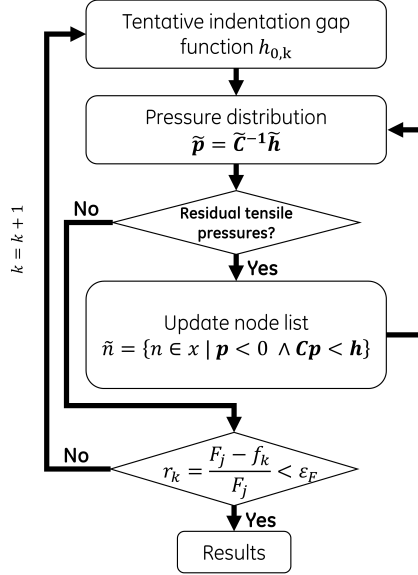 Tentative indentation gap
function h₀,ₖ
Pressure distribution
p̃ = C̃⁻¹h̃
No
Residual tensile
pressures?
Yes
k = k + 1
Update node list
ñ = {n ∈ x | p < 0 ∧ Cp < h}
No
rₖ = (Fⱼ − fₖ)/Fⱼ < ε_F
Yes
Results